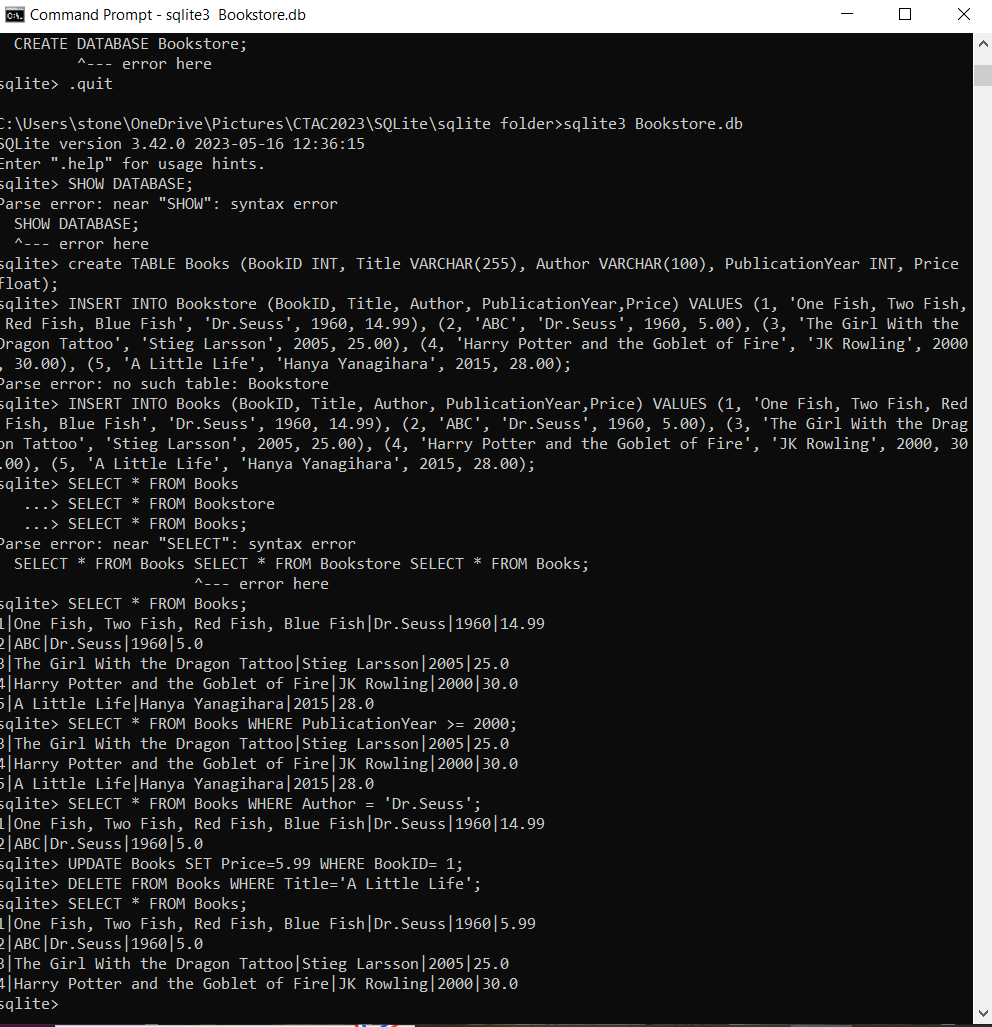 Command Prompt - sqlite3  Bookstore.db
  CREATE DATABASE Bookstore;
         ^--- error here
sqlite> .quit

C:\Users\stone\OneDrive\Pictures\CTAC2023\SQLite\sqlite folder>sqlite3 Bookstore.db
SQLite version 3.42.0 2023-05-16 12:36:15
Enter ".help" for usage hints.
sqlite> SHOW DATABASE;
Parse error: near "SHOW": syntax error
  SHOW DATABASE;
  ^--- error here
sqlite> create TABLE Books (BookID INT, Title VARCHAR(255), Author VARCHAR(100), PublicationYear INT, Price
float);
sqlite> INSERT INTO Bookstore (BookID, Title, Author, PublicationYear,Price) VALUES (1, 'One Fish, Two Fish,
 Red Fish, Blue Fish', 'Dr.Seuss', 1960, 14.99), (2, 'ABC', 'Dr.Seuss', 1960, 5.00), (3, 'The Girl With the
Dragon Tattoo', 'Stieg Larsson', 2005, 25.00), (4, 'Harry Potter and the Goblet of Fire', 'JK Rowling', 2000
, 30.00), (5, 'A Little Life', 'Hanya Yanagihara', 2015, 28.00);
Parse error: no such table: Bookstore
sqlite> INSERT INTO Books (BookID, Title, Author, PublicationYear,Price) VALUES (1, 'One Fish, Two Fish, Red
 Fish, Blue Fish', 'Dr.Seuss', 1960, 14.99), (2, 'ABC', 'Dr.Seuss', 1960, 5.00), (3, 'The Girl With the Drag
on Tattoo', 'Stieg Larsson', 2005, 25.00), (4, 'Harry Potter and the Goblet of Fire', 'JK Rowling', 2000, 30
.00), (5, 'A Little Life', 'Hanya Yanagihara', 2015, 28.00);
sqlite> SELECT * FROM Books
   ...> SELECT * FROM Bookstore
   ...> SELECT * FROM Books;
Parse error: near "SELECT": syntax error
  SELECT * FROM Books SELECT * FROM Bookstore SELECT * FROM Books;
                      ^--- error here
sqlite> SELECT * FROM Books;
1|One Fish, Two Fish, Red Fish, Blue Fish|Dr.Seuss|1960|14.99
2|ABC|Dr.Seuss|1960|5.0
3|The Girl With the Dragon Tattoo|Stieg Larsson|2005|25.0
4|Harry Potter and the Goblet of Fire|JK Rowling|2000|30.0
5|A Little Life|Hanya Yanagihara|2015|28.0
sqlite> SELECT * FROM Books WHERE PublicationYear >= 2000;
3|The Girl With the Dragon Tattoo|Stieg Larsson|2005|25.0
4|Harry Potter and the Goblet of Fire|JK Rowling|2000|30.0
5|A Little Life|Hanya Yanagihara|2015|28.0
sqlite> SELECT * FROM Books WHERE Author = 'Dr.Seuss';
1|One Fish, Two Fish, Red Fish, Blue Fish|Dr.Seuss|1960|14.99
2|ABC|Dr.Seuss|1960|5.0
sqlite> UPDATE Books SET Price=5.99 WHERE BookID= 1;
sqlite> DELETE FROM Books WHERE Title='A Little Life';
sqlite> SELECT * FROM Books;
1|One Fish, Two Fish, Red Fish, Blue Fish|Dr.Seuss|1960|5.99
2|ABC|Dr.Seuss|1960|5.0
3|The Girl With the Dragon Tattoo|Stieg Larsson|2005|25.0
4|Harry Potter and the Goblet of Fire|JK Rowling|2000|30.0
sqlite>